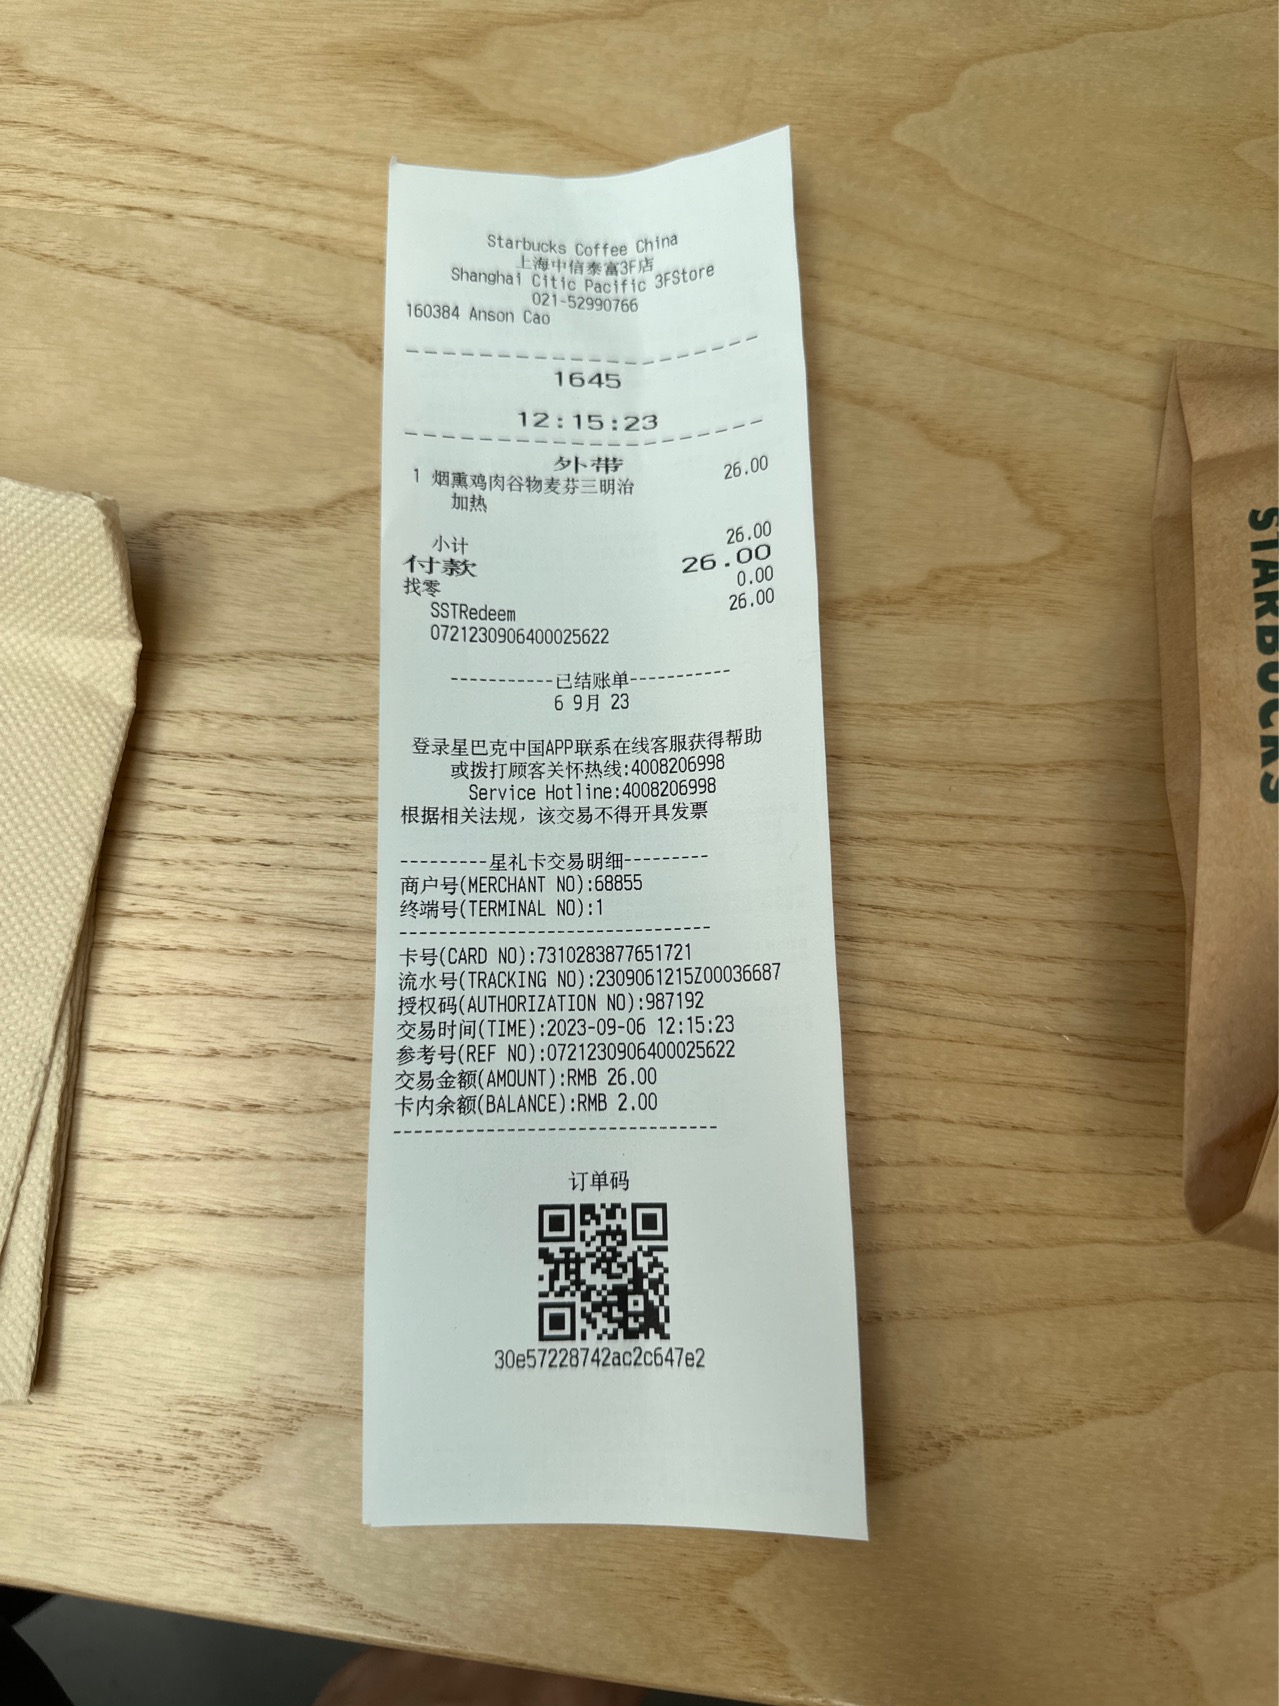 Starbucks Coffee China
上海中信泰富3F店
Shanghai Citic Pacific 3FStore
021-52990766
160384 Anson Cao
1645
12:15:23
外带
1 烟熏鸡肉谷物麦芬三明治 26.00
加热
小计 26.00
付款 26.00
找零 0.00
SSTRedeem 26.00
0721230906400025622
-----------已结账单-----------
6 9月 23
登录星巴克中国APP联系在线客服获得帮助
或拨打顾客关怀热线:4008206998
Service Hotline:4008206998
根据相关法规，该交易不得开具发票
---------星礼卡交易明细---------
商户号(MERCHANT NO):68855
终端号(TERMINAL NO):1
卡号(CARD NO):7310283877651721
流水号(TRACKING NO):2309061215Z00036687
授权码(AUTHORIZATION NO):987192
交易时间(TIME):2023-09-06 12:15:23
参考号(REF NO):0721230906400025622
交易金额(AMOUNT):RMB 26.00
卡内余额(BALANCE):RMB 2.00
订单码
30e57228742ac2c647e2
STARBUCKS